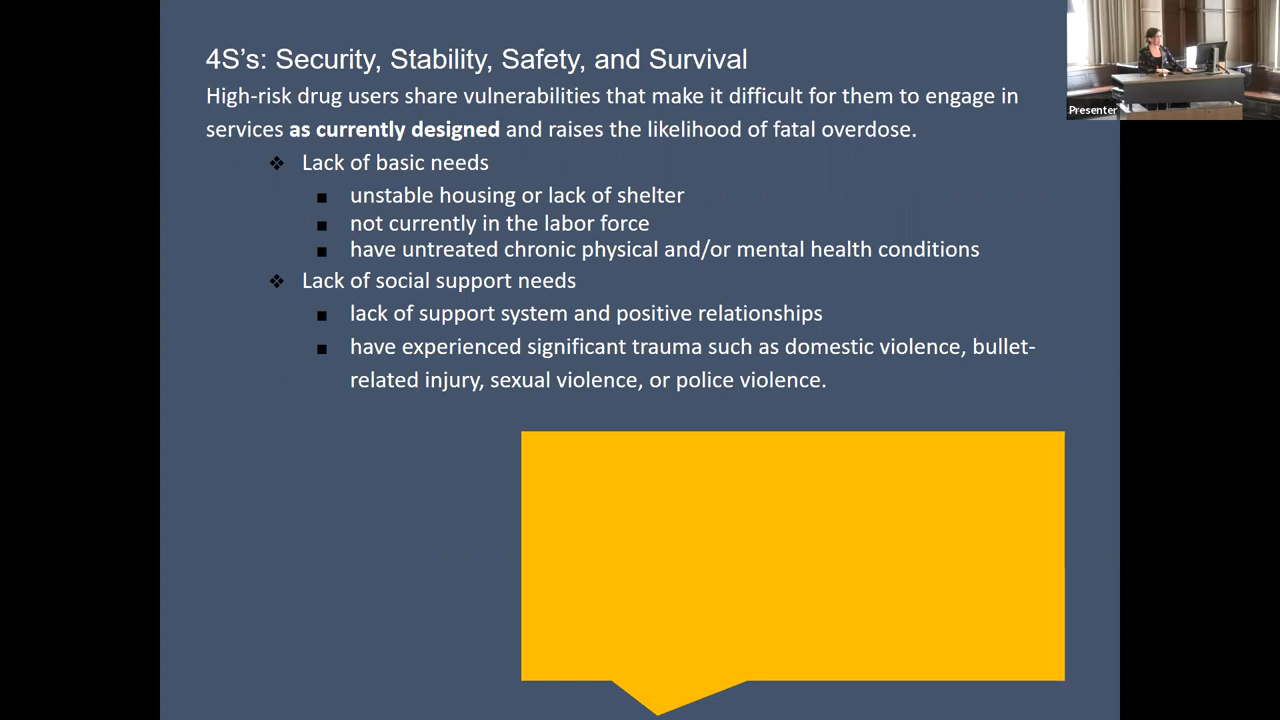 4S's: Security, Stability, Safety, and Survival
High-risk drug users share vulnerabilities that make it difficult for them to engage in
services as currently designed and raises the likelihood of fatal overdose.
❖ Lack of basic needs
■ unstable housing or lack of shelter
■ not currently in the labor force
■ have untreated chronic physical and/or mental health conditions
❖ Lack of social support needs
■ lack of support system and positive relationships
■ have experienced significant trauma such as domestic violence, bullet-
related injury, sexual violence, or police violence.
Presenter